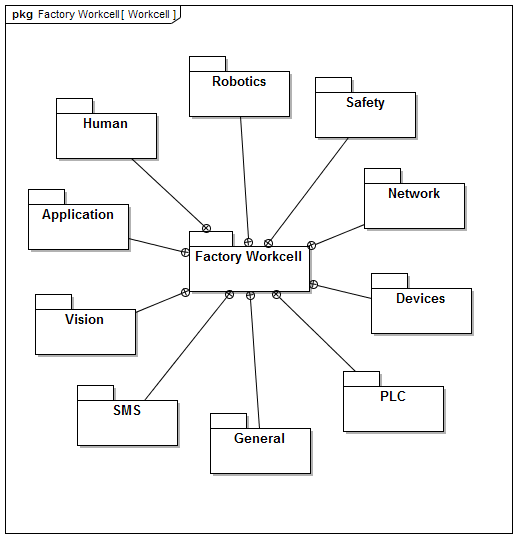 pkg Factory Workcell[ Workcell ]
Robotics
Safety
Human
Network
Application
Factory Workcell
Devices
Vision
PLC
SMS
General